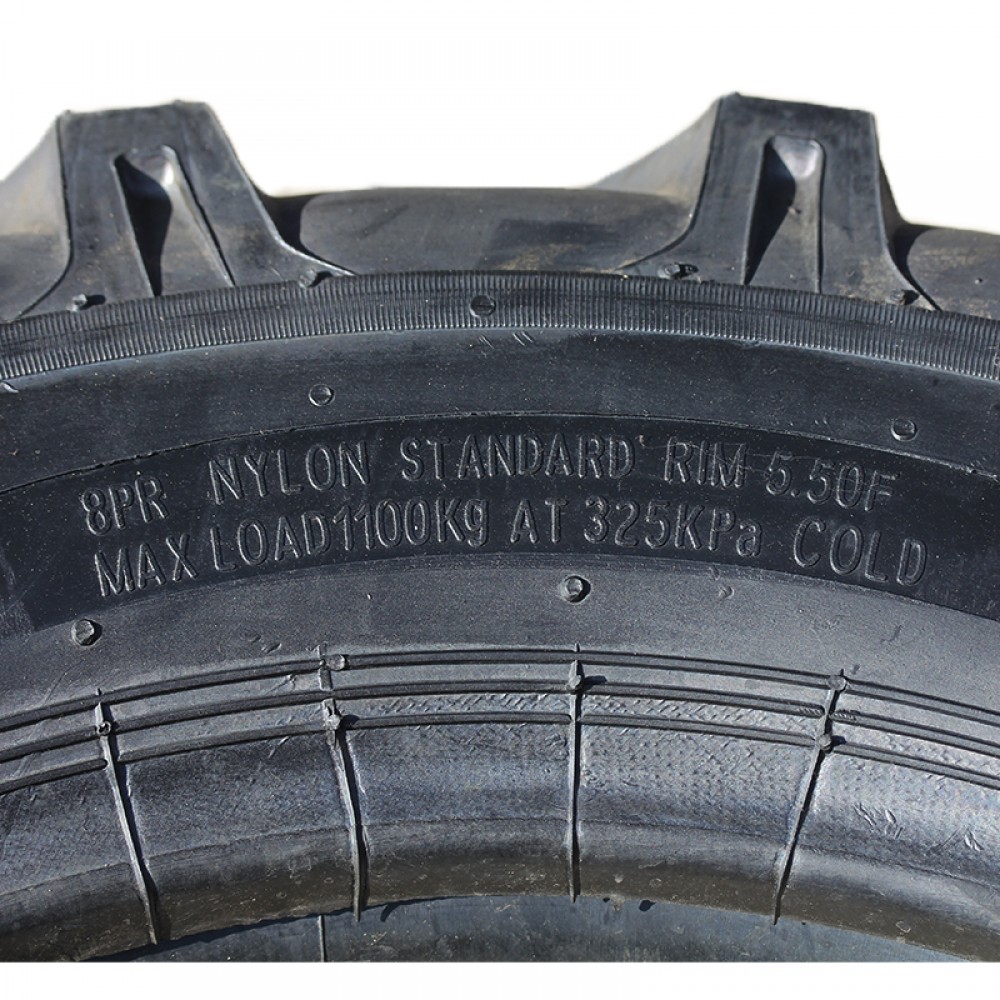 8PR NYLON STANDARD RIM 5.50F
MAX LOAD1100Kg AT 325KPa COLD